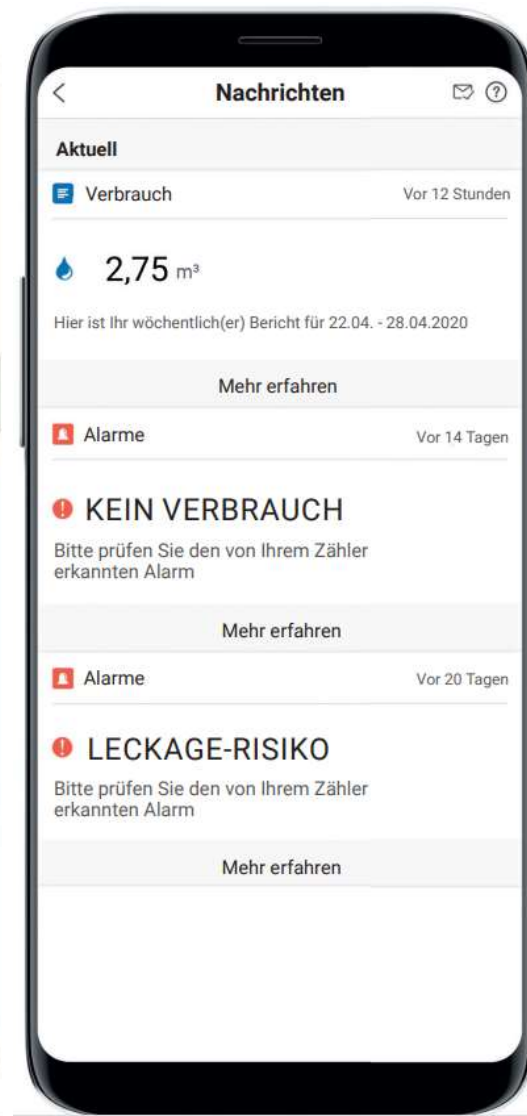 Nachrichten
Aktuell
Verbrauch
Vor 12 Stunden
2,75 m³
Hier ist Ihr wöchentlich(er) Bericht für 22.04. - 28.04.2020
Mehr erfahren
Alarme
Vor 14 Tagen
KEIN VERBRAUCH
Bitte prüfen Sie den von Ihrem Zähler
erkannten Alarm
Mehr erfahren
Alarme
Vor 20 Tagen
LECKAGE-RISIKO
Bitte prüfen Sie den von Ihrem Zähler
erkannten Alarm
Mehr erfahren